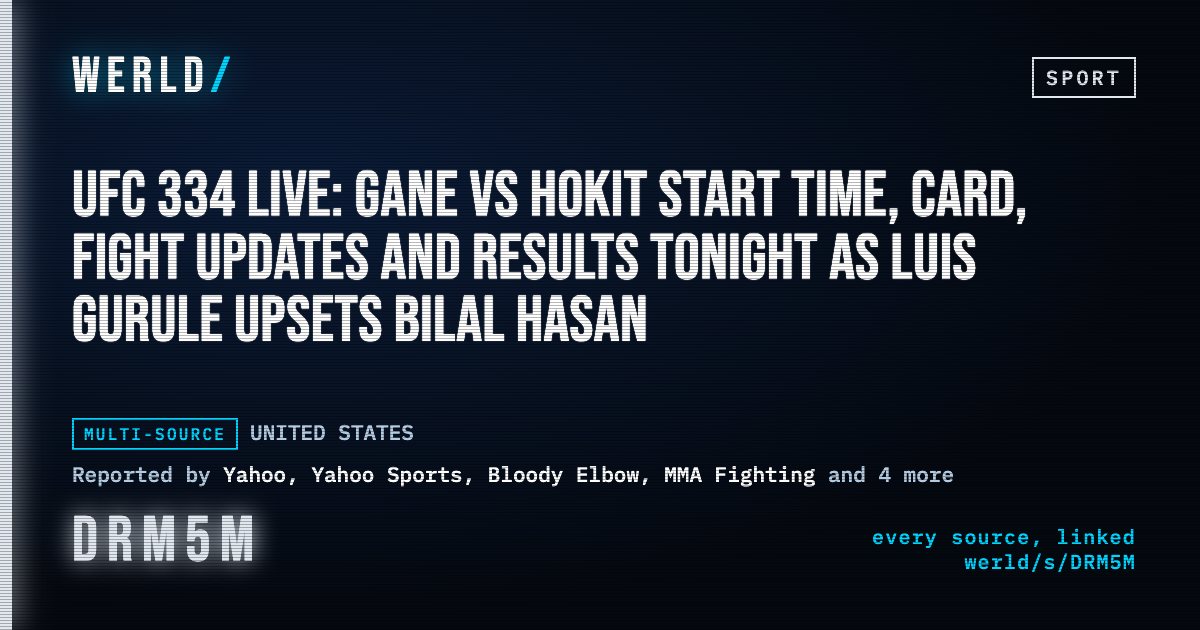 WERLD/
SPORT
UFC 334 LIVE: GANE VS HOKIT START TIME, CARD,
FIGHT UPDATES AND RESULTS TONIGHT AS LUIS
GURULE UPSETS BILAL HASAN
MULTI-SOURCE UNITED STATES
Reported by Yahoo, Yahoo Sports, Bloody Elbow, MMA Fighting and 4 more
DRM5M
every source, linked
werld/s/DRM5M